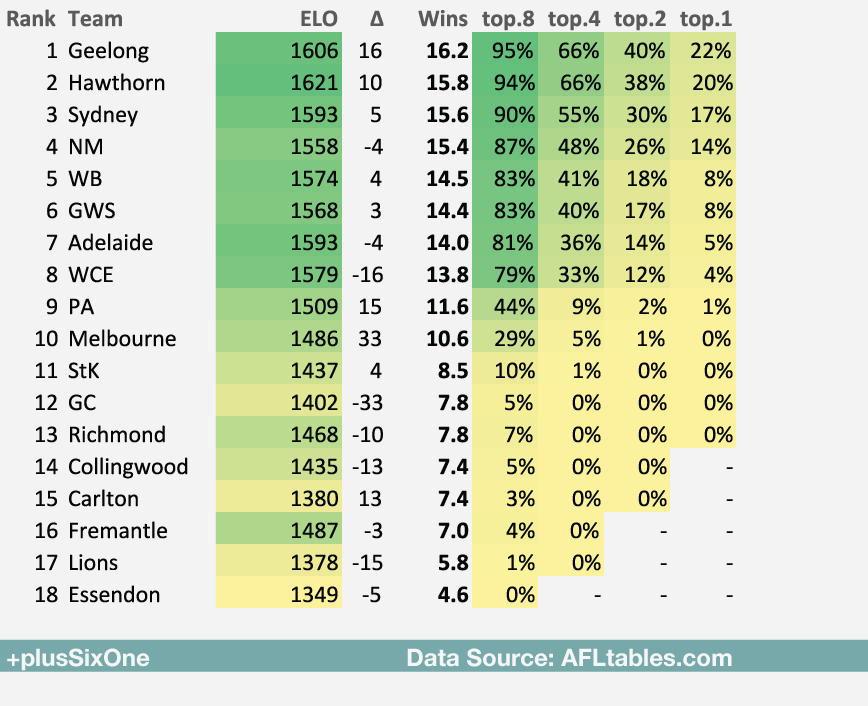 Rank Team ELO Δ Wins top.8 top.4 top.2 top.1
1 Geelong 1606 16 16.2 95% 66% 40% 22%
2 Hawthorn 1621 10 15.8 94% 66% 38% 20%
3 Sydney 1593 5 15.6 90% 55% 30% 17%
4 NM 1558 -4 15.4 87% 48% 26% 14%
5 WB 1574 4 14.5 83% 41% 18% 8%
6 GWS 1568 3 14.4 83% 40% 17% 8%
7 Adelaide 1593 -4 14.0 81% 36% 14% 5%
8 WCE 1579 -16 13.8 79% 33% 12% 4%
9 PA 1509 15 11.6 44% 9% 2% 1%
10 Melbourne 1486 33 10.6 29% 5% 1% 0%
11 StK 1437 4 8.5 10% 1% 0% 0%
12 GC 1402 -33 7.8 5% 0% 0% 0%
13 Richmond 1468 -10 7.8 7% 0% 0% 0%
14 Collingwood 1435 -13 7.4 5% 0% 0% -
15 Carlton 1380 13 7.4 3% 0% 0% -
16 Fremantle 1487 -3 7.0 4% 0% - -
17 Lions 1378 -15 5.8 1% 0% - -
18 Essendon 1349 -5 4.6 0% - - -
+plusSixOne Data Source: AFLtables.com